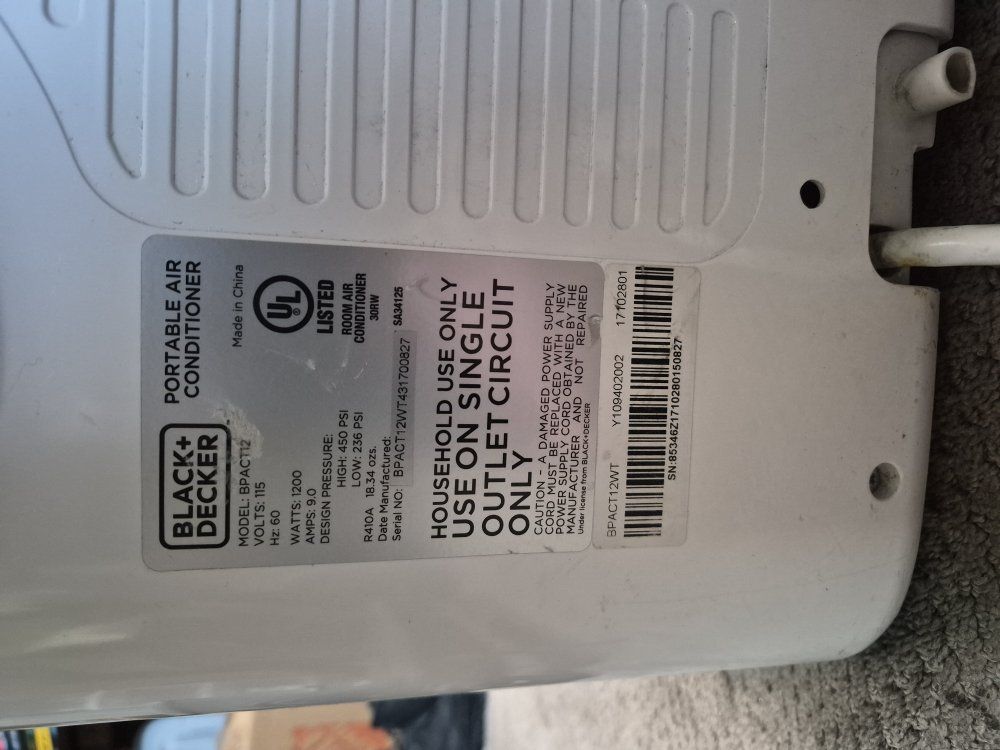 BLACK+
DECKER
PORTABLE AIR
CONDITIONER
MODEL: BPACT12
VOLTS: 115
Hz: 60
WATTS: 1200
AMPS: 9.0
DESIGN PRESSURE:
HIGH: 450 PSI
LOW: 236 PSI
R410A 18.34 ozs.
Date Manufactured:
Serial NO: BPACT12WT431700827
Made in China
UL
®
LISTED
ROOM AIR
CONDITIONER
30RW
SA34125
HOUSEHOLD USE ONLY
USE ON SINGLE
OUTLET CIRCUIT
ONLY
CAUTION - A DAMAGED POWER SUPPLY
CORD MUST BE REPLACED WITH A NEW
POWER SUPPLY CORD OBTAINED BY THE
MANUFACTURER AND NOT REPAIRED
Under license from BLACK+DECKER
BPACT12WT Y109402002 17102801
SN:85346Z1710280150827